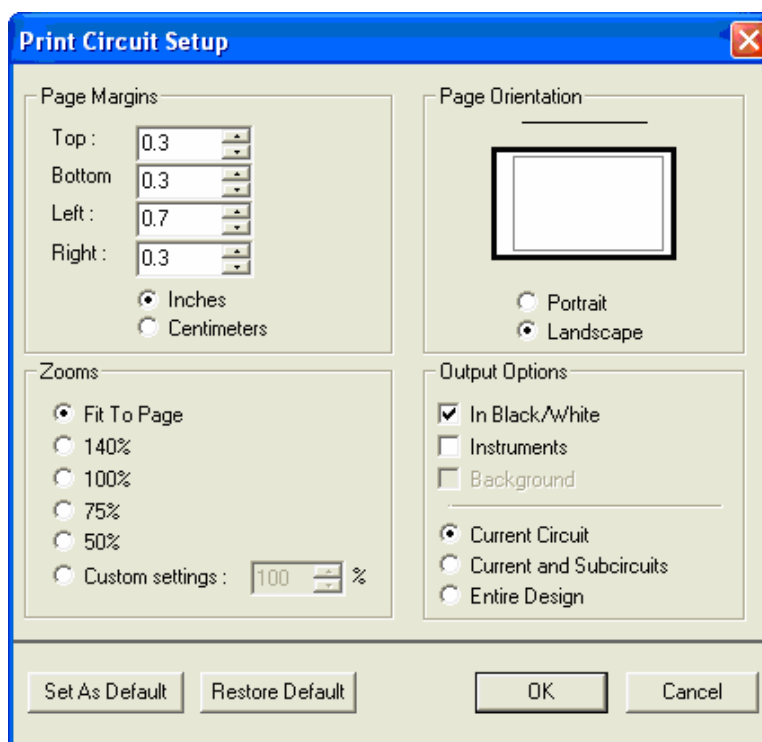 Print Circuit Setup
Page Margins
Top :
0.3
Bottom
0.3
Left :
0.7
Right :
0.3
Inches
Centimeters
Page Orientation
Portrait
Landscape
Zooms
Fit To Page
140%
100%
75%
50%
Custom settings : 100 %
Output Options
In Black/White
Instruments
Background
Current Circuit
Current and Subcircuits
Entire Design
Set As Default
Restore Default
OK
Cancel